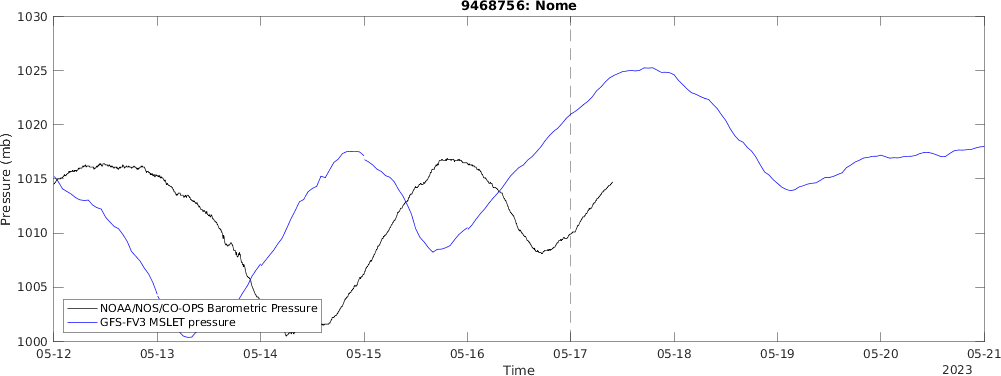 9468756: Nome
1030
1025
1020
1015
1010
1005
1000
Pressure (mb)
NOAA/NOS/CO-OPS Barometric Pressure
GFS-FV3 MSLET pressure
05-12 05-13 05-14 05-15 05-16 05-17 05-18 05-19 05-20 05-21
Time
2023